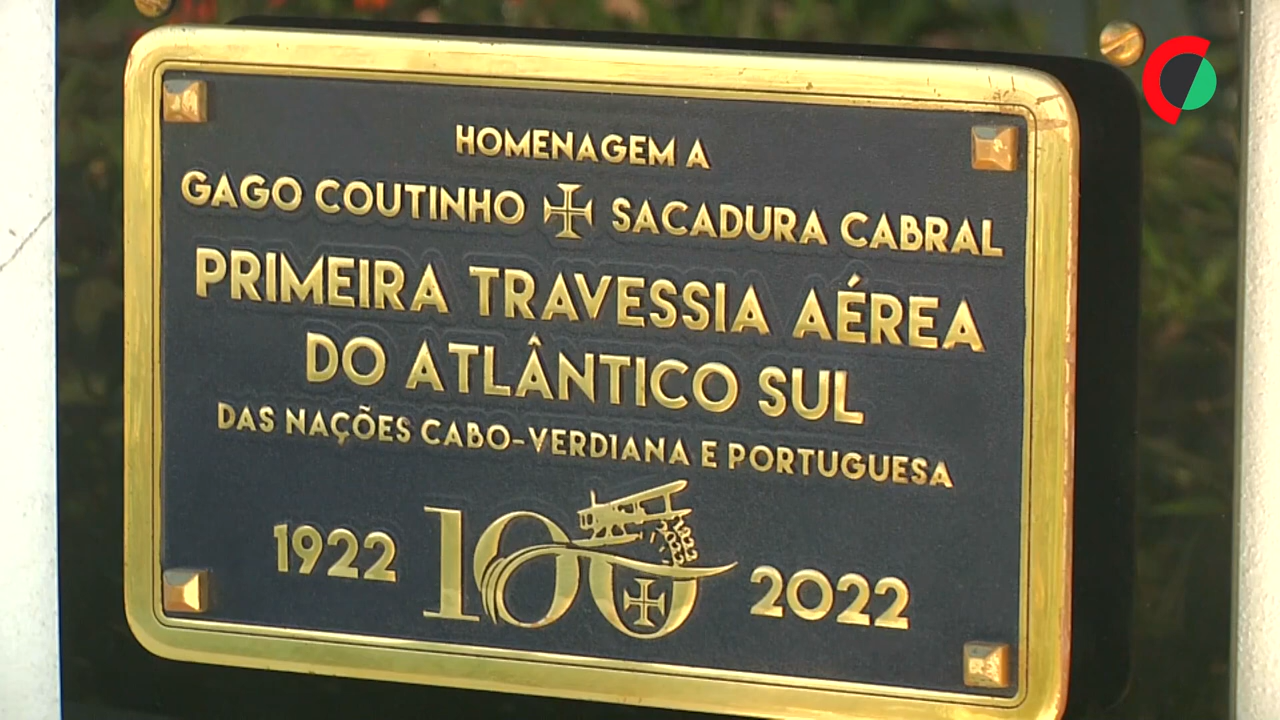 HOMENAGEM A
GAGO COUTINHO SACADURA CABRAL
PRIMEIRA TRAVESSIA AÉREA
DO ATLÂNTICO SUL
DAS NAÇÕES CABO-VERDIANA E PORTUGUESA
1922 100 2022